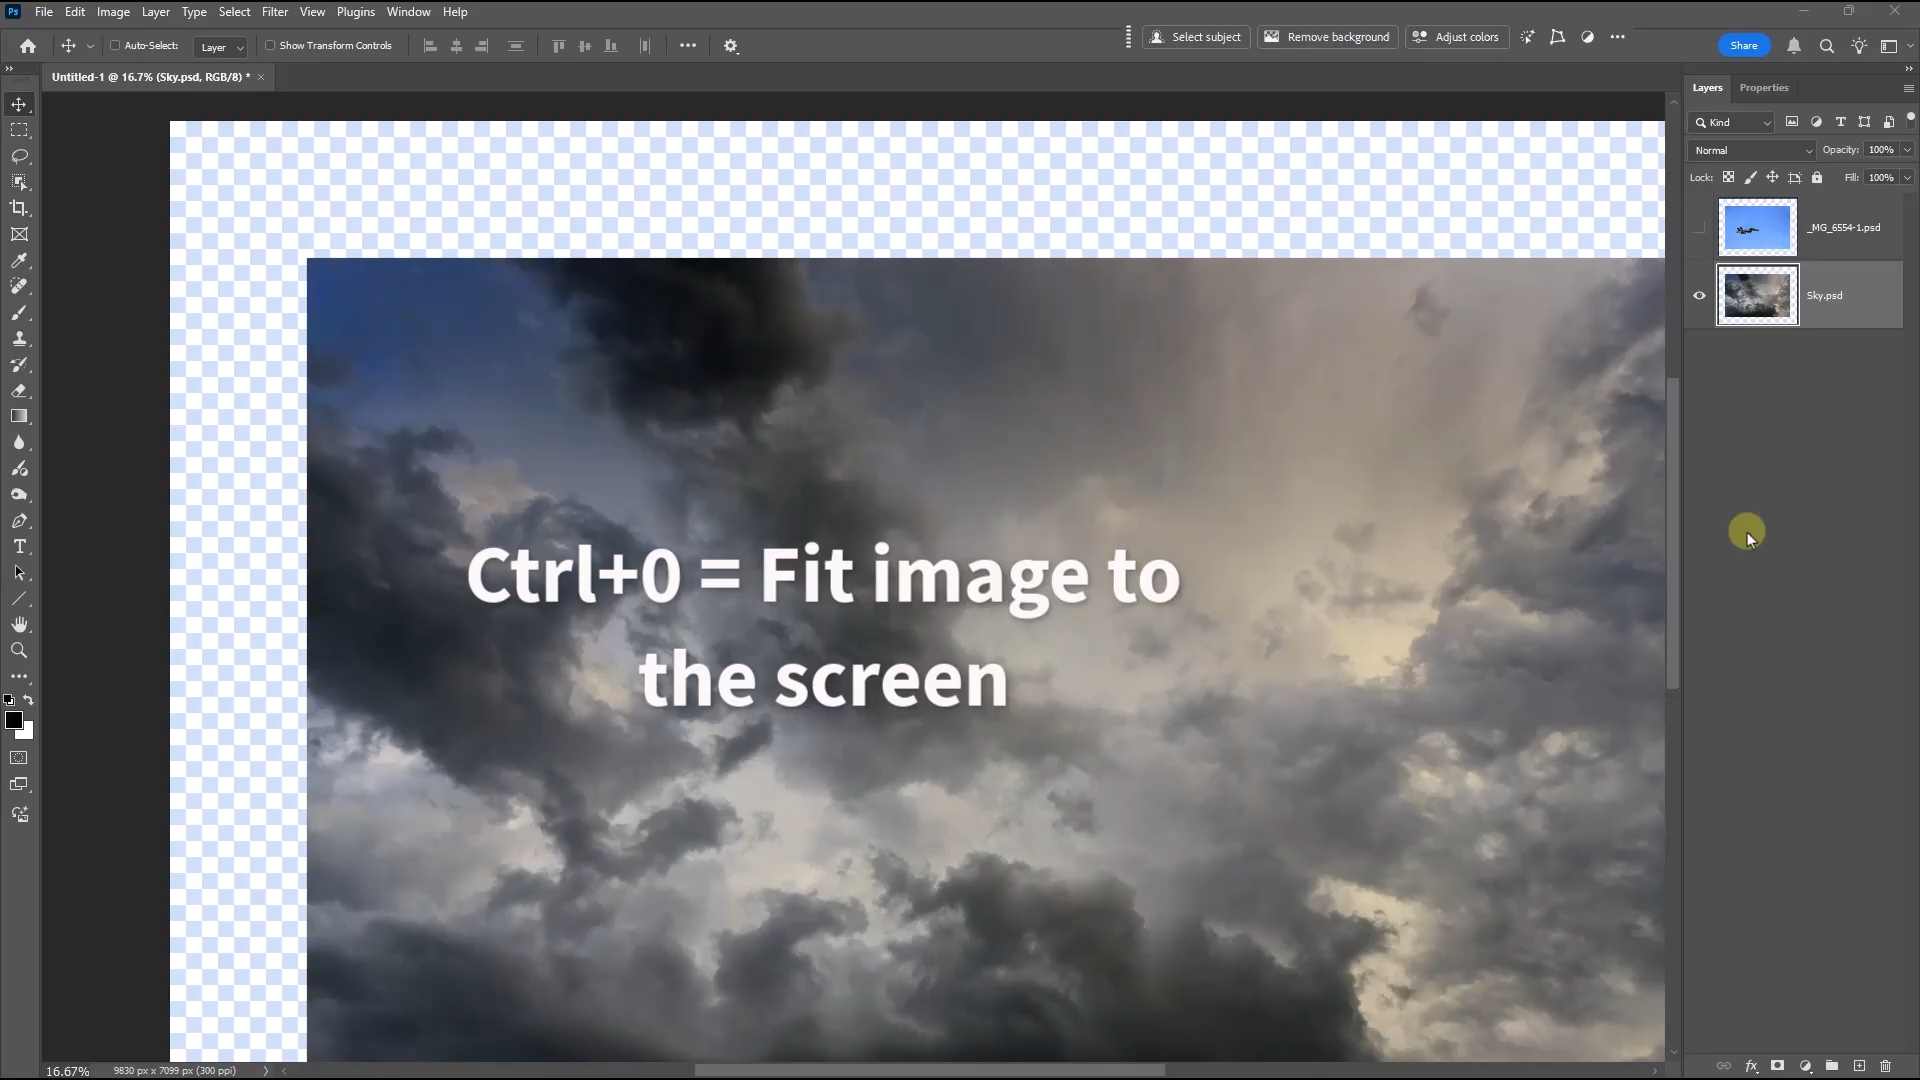 Ps File Edit Image Layer Type Select Filter View Plugins Window Help
Auto-Select: Layer Show Transform Controls Select subject Remove background Adjust colors Share
Untitled-1 @ 16.7% (Sky.psd, RGB/8) *
Layers Properties
Kind
Normal Opacity: 100%
Lock: Fill: 100%
_MG_6554-1.psd
Sky.psd
Ctrl+0 = Fit image to
the screen
16.67% 9830 px x 7099 px (300 ppi)